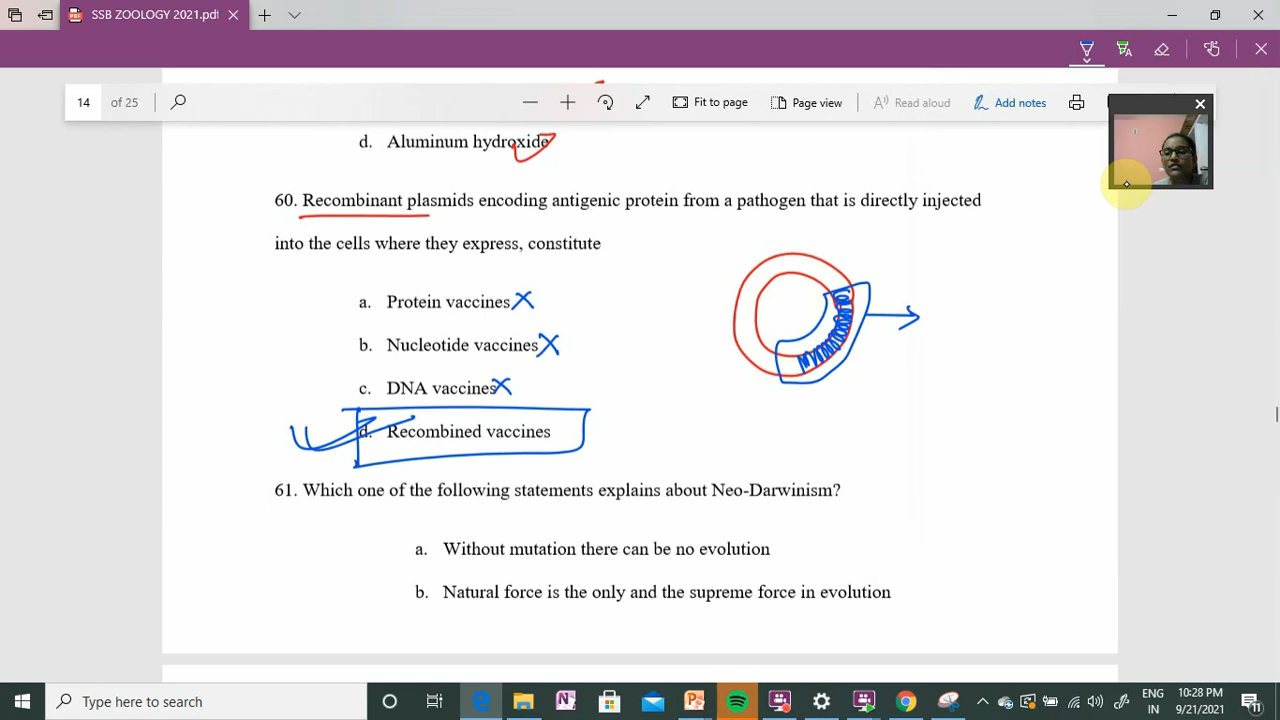 SSB ZOOLOGY 2021.pdf
14 of 25
Fit to page
Page view
Read aloud
Add notes
d. Aluminum hydroxide
60. Recombinant plasmids encoding antigenic protein from a pathogen that is directly injected
into the cells where they express, constitute
a. Protein vaccines
b. Nucleotide vaccines
c. DNA vaccines
d. Recombined vaccines
61. Which one of the following statements explains about Neo-Darwinism?
a. Without mutation there can be no evolution
b. Natural force is the only and the supreme force in evolution
Type here to search
ENG
IN
10:28 PM
9/21/2021
11